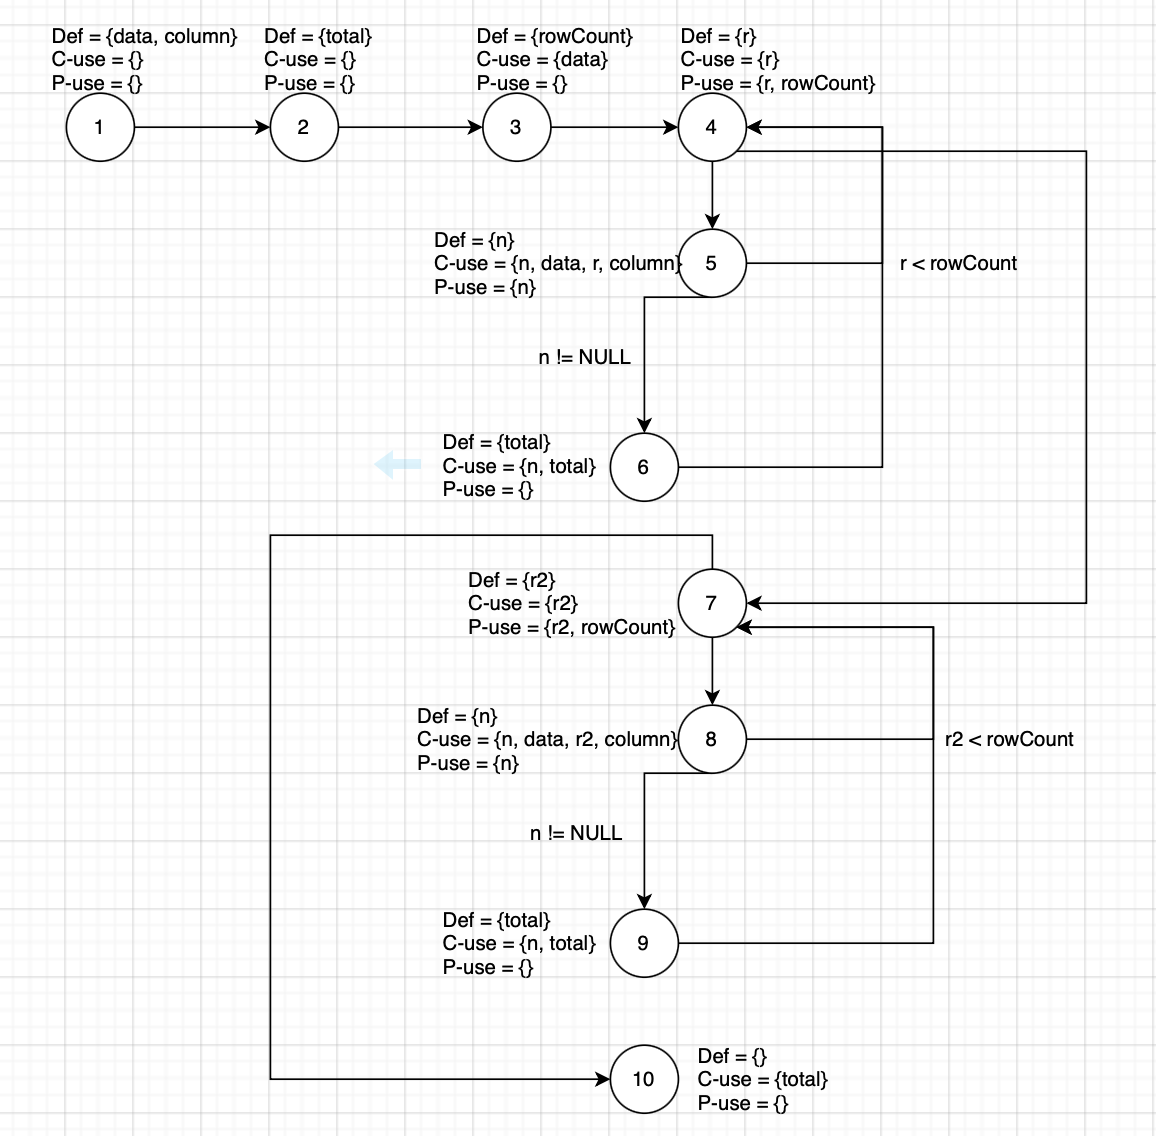 Def = {data, column}
C-use = {}
P-use = {}
1
Def = {total}
C-use = {}
P-use = {}
2
Def = {rowCount}
C-use = {data}
P-use = {}
3
Def = {r}
C-use = {r}
P-use = {r, rowCount}
4
Def = {n}
C-use = {n, data, r, column}
P-use = {n}
5
r < rowCount
n != NULL
Def = {total}
C-use = {n, total}
P-use = {}
6
Def = {r2}
C-use = {r2}
P-use = {r2, rowCount}
7
Def = {n}
C-use = {n, data, r2, column}
P-use = {n}
8
r2 < rowCount
n != NULL
Def = {total}
C-use = {n, total}
P-use = {}
9
10
Def = {}
C-use = {total}
P-use = {}